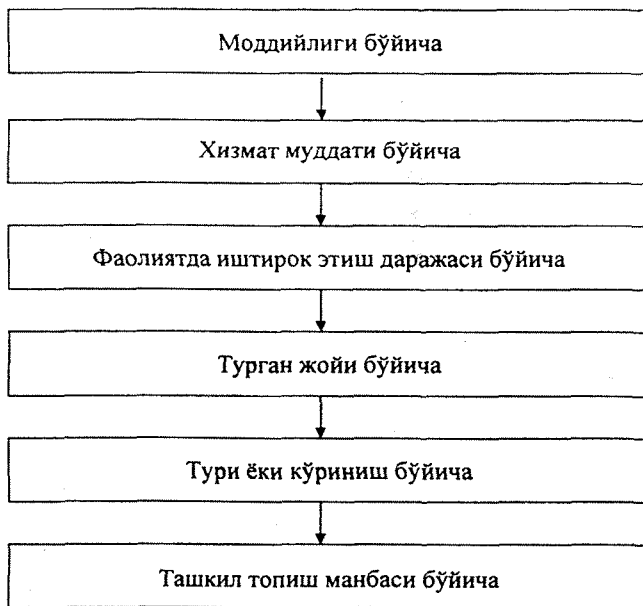 Моддийлиги бўйича
Хизмат муддати бўйича
Фаолиятда иштирок этиш даражаси бўйича
Турган жойи бўйича
Тури ёки кўриниш бўйича
Ташкил топиш манбаси бўйича